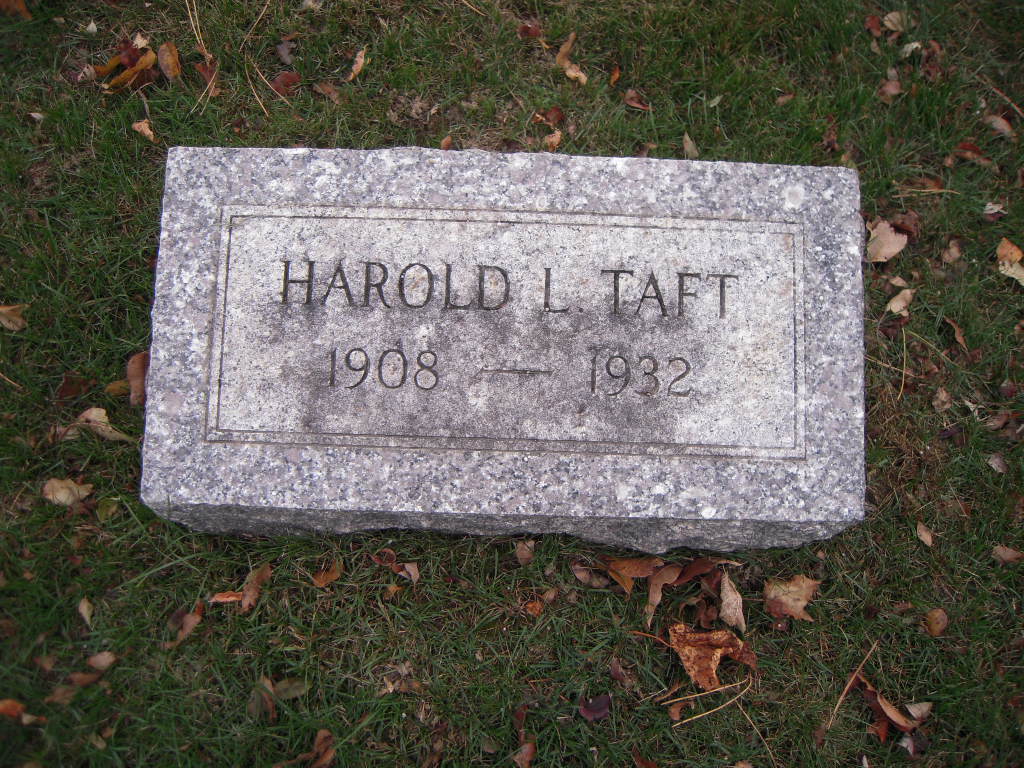 HAROLD L. TAFT
1908 — 1932